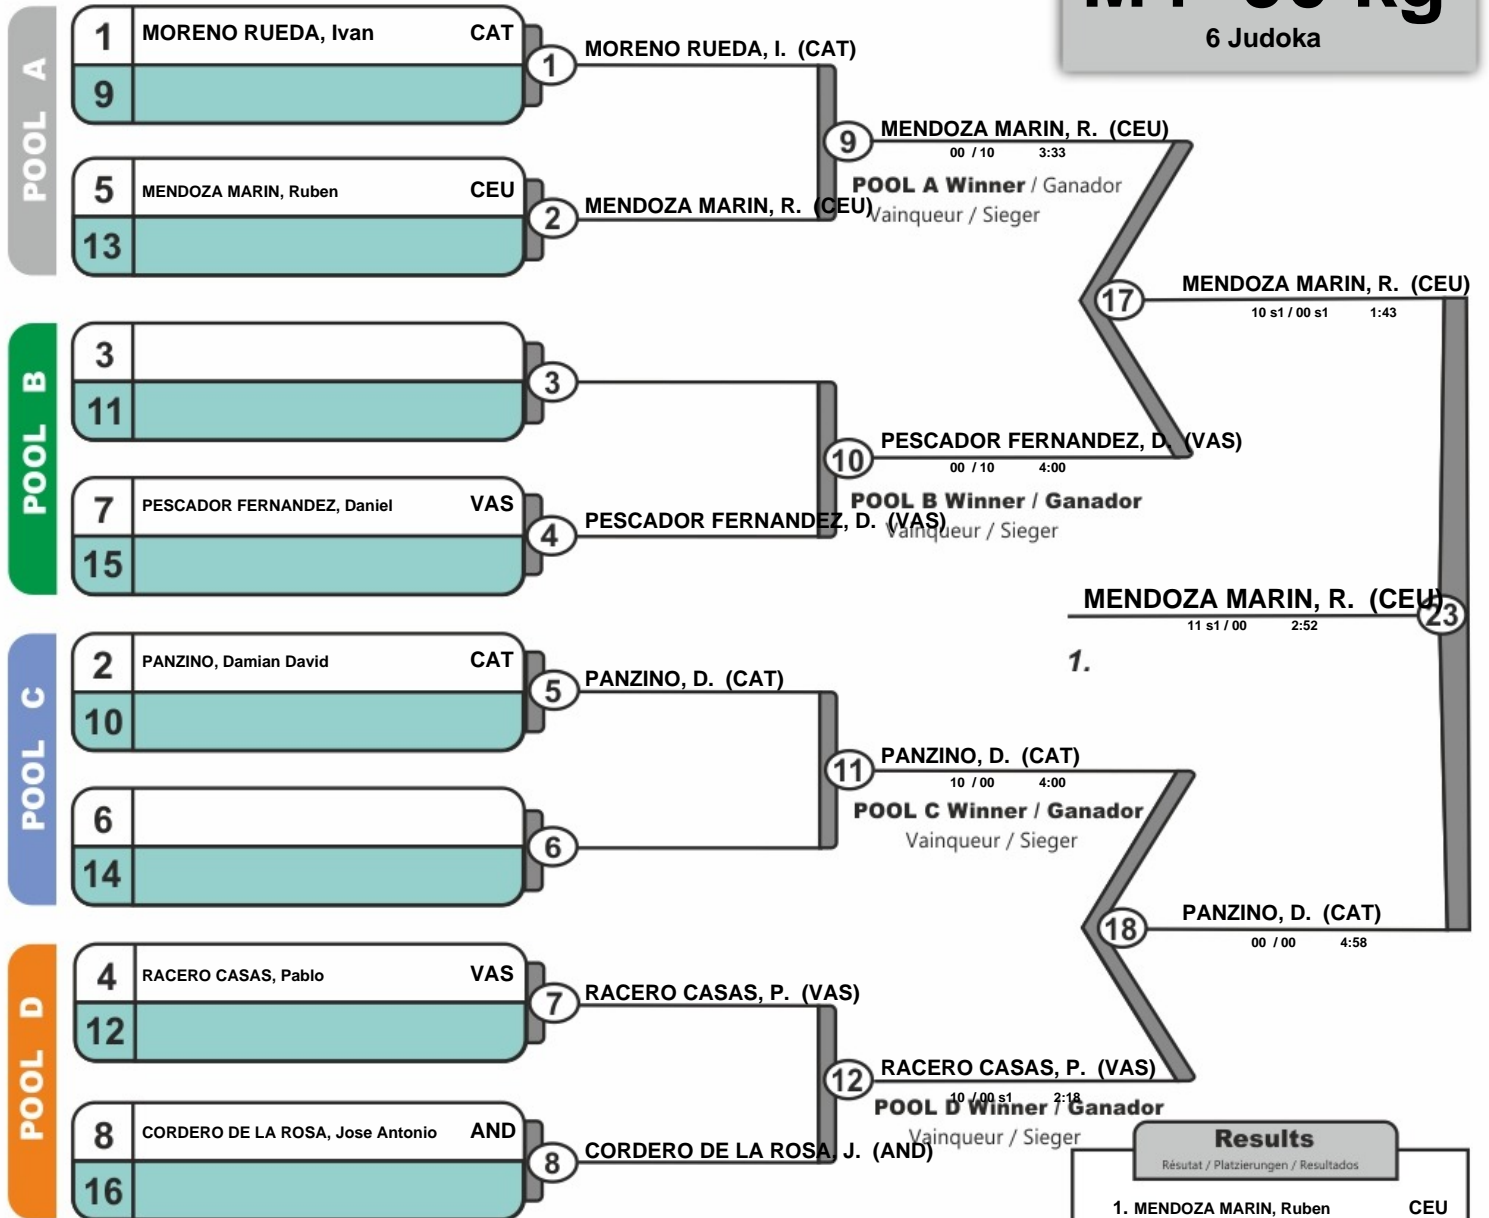 6 Judoka
POOL A
1 MORENO RUEDA, Ivan CAT
9
5 MENDOZA MARIN, Ruben CEU
13
1
MORENO RUEDA, I. (CAT)
2
MENDOZA MARIN, R. (CEU)
9
MENDOZA MARIN, R. (CEU)
00 / 10 3:33
POOL A Winner / Ganador
Vainqueur / Sieger
POOL B
3
11
7 PESCADOR FERNANDEZ, Daniel VAS
15
3
4
PESCADOR FERNANDEZ, D. (VAS)
10
PESCADOR FERNANDEZ, D. (VAS)
00 / 10 4:00
POOL B Winner / Ganador
Vainqueur / Sieger
17
MENDOZA MARIN, R. (CEU)
10 s1 / 00 s1 1:43
MENDOZA MARIN, R. (CEU)
23
11 s1 / 00 2:52
1.
POOL C
2 PANZINO, Damian David CAT
10
6
14
5
PANZINO, D. (CAT)
6
11
PANZINO, D. (CAT)
10 / 00 4:00
POOL C Winner / Ganador
Vainqueur / Sieger
18
PANZINO, D. (CAT)
00 / 00 4:58
POOL D
4 RACERO CASAS, Pablo VAS
12
8 CORDERO DE LA ROSA, Jose Antonio AND
16
7
RACERO CASAS, P. (VAS)
8
CORDERO DE LA ROSA, J. (AND)
12
RACERO CASAS, P. (VAS)
10 / 00 s1 2:18
POOL D Winner / Ganador
Vainqueur / Sieger
Results
Résutat / Platzierungen / Resultados
1. MENDOZA MARIN, Ruben CEU